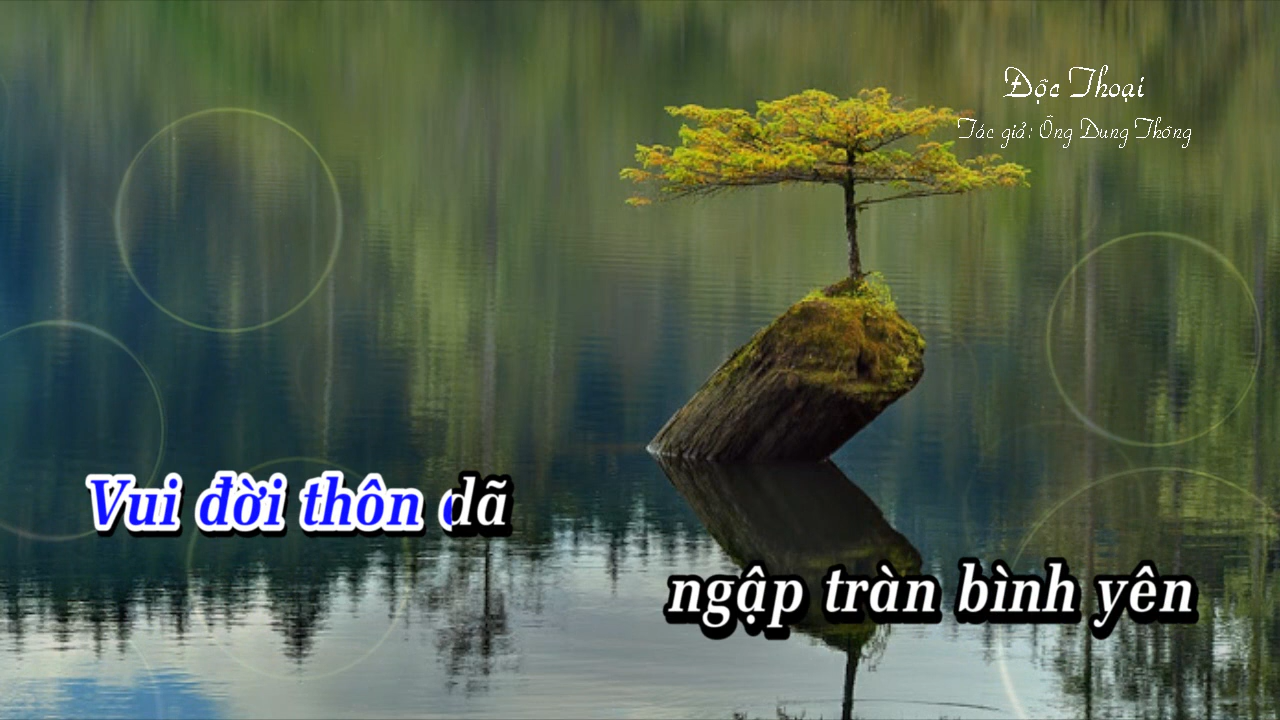 Độc Thoại
Tác giả: Ông Dung Thông
Vui đời thôn dã
ngập tràn bình yên